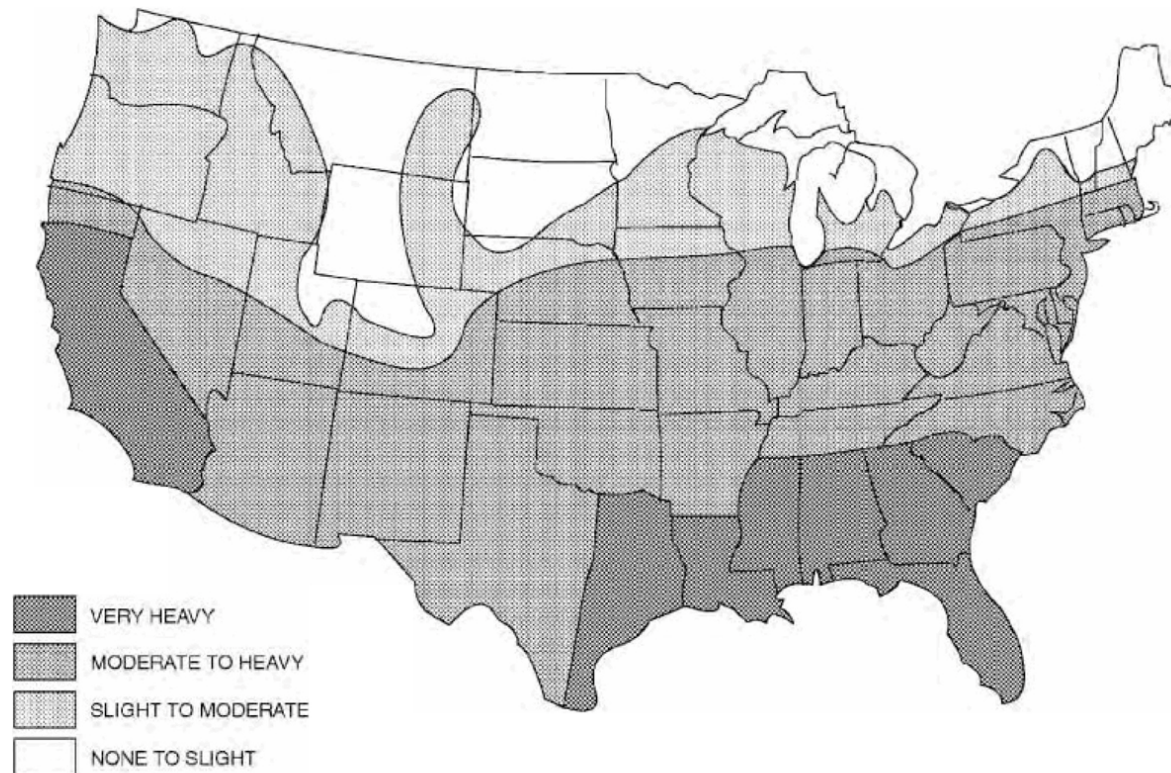 VERY HEAVY
MODERATE TO HEAVY
SLIGHT TO MODERATE
NONE TO SLIGHT